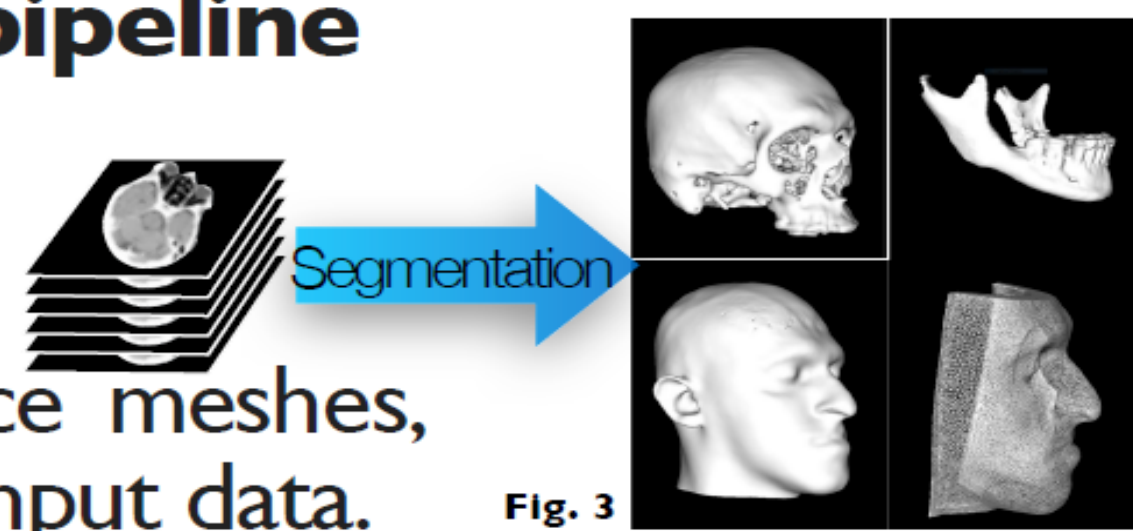 pipeline
Segmentation
ce meshes,
nput data.
Fig. 3